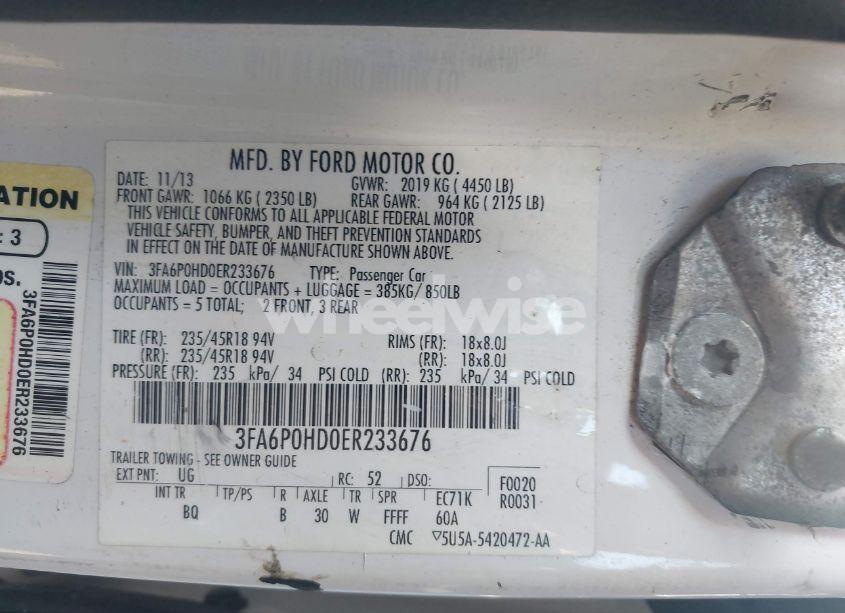 MFD. BY FORD MOTOR CO.
DATE: 11/13 GVWR: 2019 KG ( 4450 LB)
FRONT GAWR: 1066 KG ( 2350 LB) REAR GAWR: 964 KG ( 2125 LB)
THIS VEHICLE CONFORMS TO ALL APPLICABLE FEDERAL MOTOR
VEHICLE SAFETY, BUMPER, AND THEFT PREVENTION STANDARDS
IN EFFECT ON THE DATE OF MANUFACTURE SHOWN ABOVE.
VIN: 3FA6P0HD0ER233676 TYPE: Passenger Car
MAXIMUM LOAD = OCCUPANTS + LUGGAGE = 385KG/ 850LB
OCCUPANTS = 5 TOTAL; 2 FRONT, 3 REAR
wheelwise
TIRE (FR): 235/45R18 94V RIMS (FR): 18x8.0J
(RR): 235/45R18 94V (RR): 18x8.0J
PRESSURE (FR): 235 kPa/ 34 PSI COLD (RR): 235 kPa/ 34 PSI COLD
3FA6P0HD0ER233676
TRAILER TOWING - SEE OWNER GUIDE
EXT PNT: UG RC: 52 DSO: F0020
R0031
INT TR TP/PS R AXLE TR SPR EC71K
BQ B 30 W FFFF 60A
CMC ▽5U5A-5420472-AA
ATION
: 3
os.
3FA6P0HD0ER233676